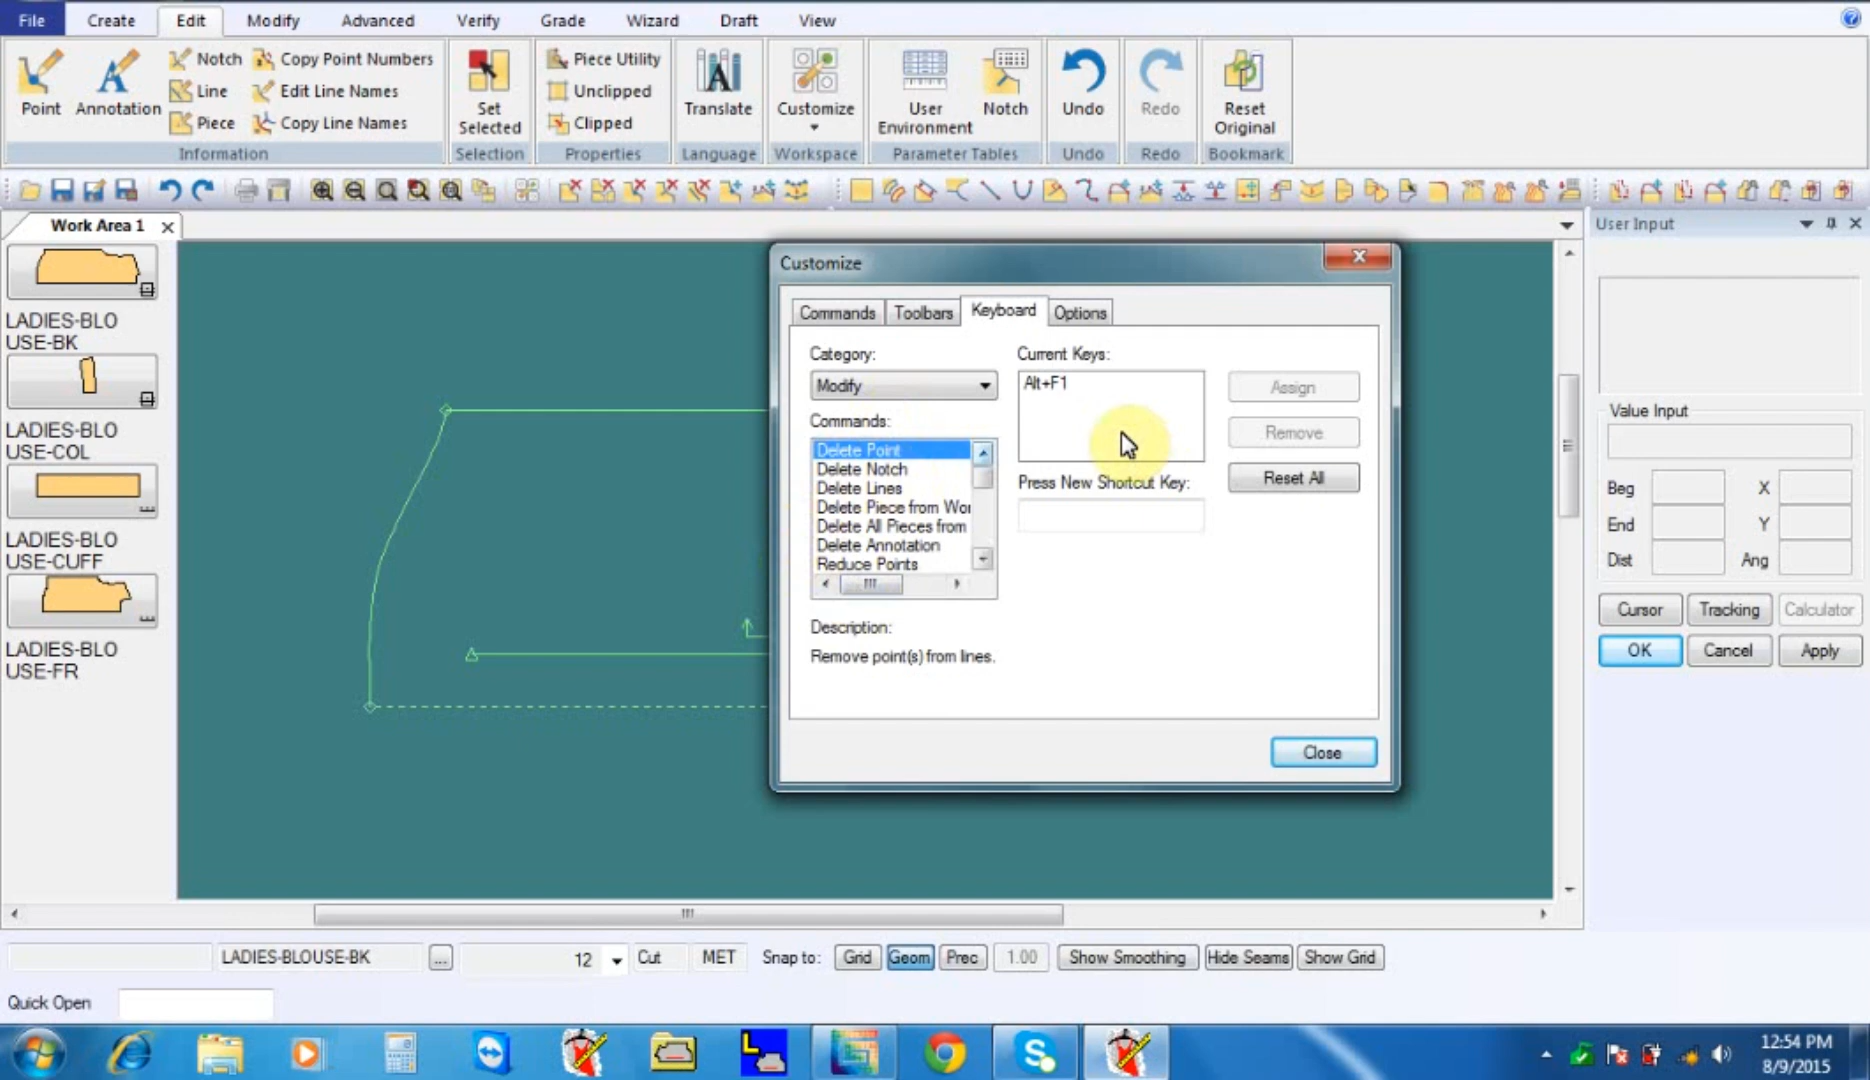 File Create Edit Modify Advanced Verify Grade Wizard Draft View
Point
Annotation
Notch
Line
Piece
Copy Point Numbers
Edit Line Names
Copy Line Names
Information
Set
Selected
Selection
Piece Utility
Unclipped
Clipped
Properties
Translate
Language
Customize
Workspace
User
Environment
Notch
Parameter Tables
Undo
Undo
Redo
Redo
Reset
Original
Bookmark
Work Area 1
LADIES-BLO
USE-BK
LADIES-BLO
USE-COL
LADIES-BLO
USE-CUFF
LADIES-BLO
USE-FR
Customize
Commands Toolbars Keyboard Options
Category:
Modify
Commands:
Delete Point
Delete Notch
Delete Lines
Delete Piece from Wor
Delete All Pieces from
Delete Annotation
Reduce Points
Current Keys:
Alt+F1
Press New Shortcut Key:
Assign
Remove
Reset All
Description:
Remove point(s) from lines.
Close
User Input
Value Input
Beg X
End Y
Dist Ang
Cursor Tracking Calculator
OK Cancel Apply
LADIES-BLOUSE-BK ... 12 Cut MET Snap to: Grid Geom Prec 1.00 Show Smoothing Hide Seams Show Grid
Quick Open
L
S
12:54 PM
8/9/2015